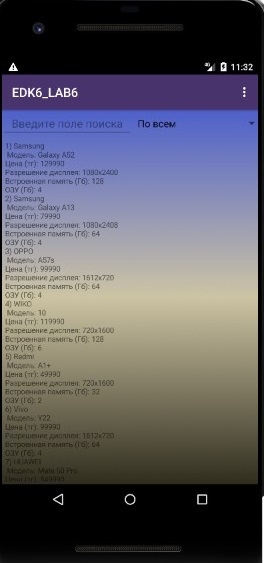 11:32
EDK6_LAB6
Введите поле поиска
По всем
1) Samsung
Модель: Galaxy A52
Цена (тг): 129990
Разрешение дисплея: 1080x2400
Встроенная память (Гб): 128
ОЗУ (Гб): 4
2) Samsung
Модель: Galaxy A13
Цена (тг): 79990
Разрешение дисплея: 1080x2408
Встроенная память (Гб): 64
ОЗУ (Гб): 4
3) OPPO
Модель: A57s
Цена (тг): 99990
Разрешение дисплея: 1612x720
Встроенная память (Гб): 64
ОЗУ (Гб): 4
4) WIKO
Модель: 10
Цена (тг): 119990
Разрешение дисплея: 720x1600
Встроенная память (Гб): 128
ОЗУ (Гб): 6
5) Redmi
Модель: A1+
Цена (тг): 49990
Разрешение дисплея: 720x1600
Встроенная память (Гб): 32
ОЗУ (Гб): 2
6) Vivo
Модель: Y22
Цена (тг): 99990
Разрешение дисплея: 1612x720
Встроенная память (Гб): 64
ОЗУ (Гб): 4
7) HUAWEI
Модель: Mate 50 Pro
Цена (тг):